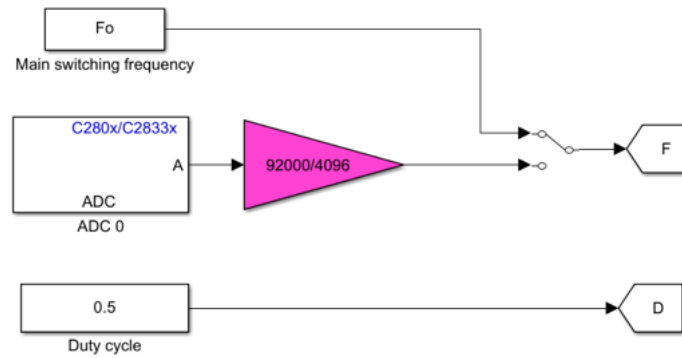 Fo
Main switching frequency
C280x/C2833x
A
ADC
ADC 0
92000/4096
F
0.5
Duty cycle
D